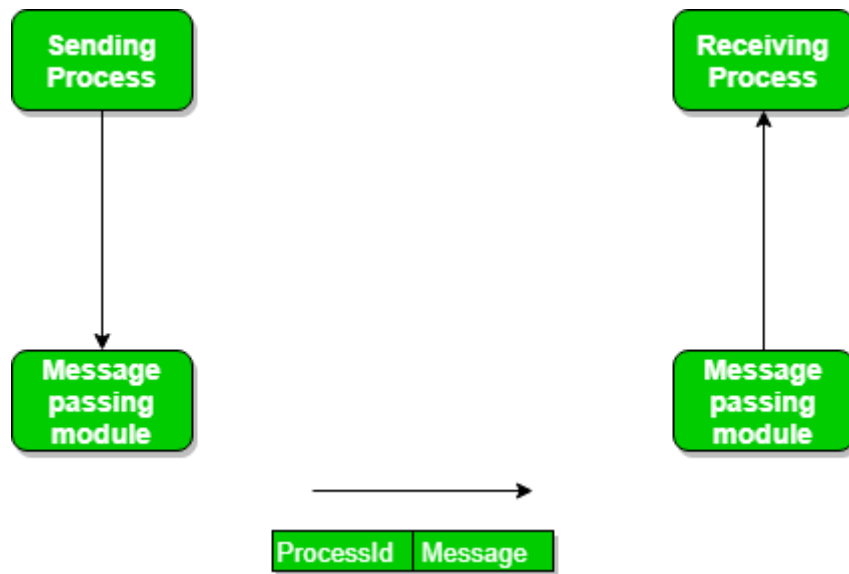 Sending
Process
Receiving
Process
Message
passing
module
Message
passing
module
ProcessId
Message